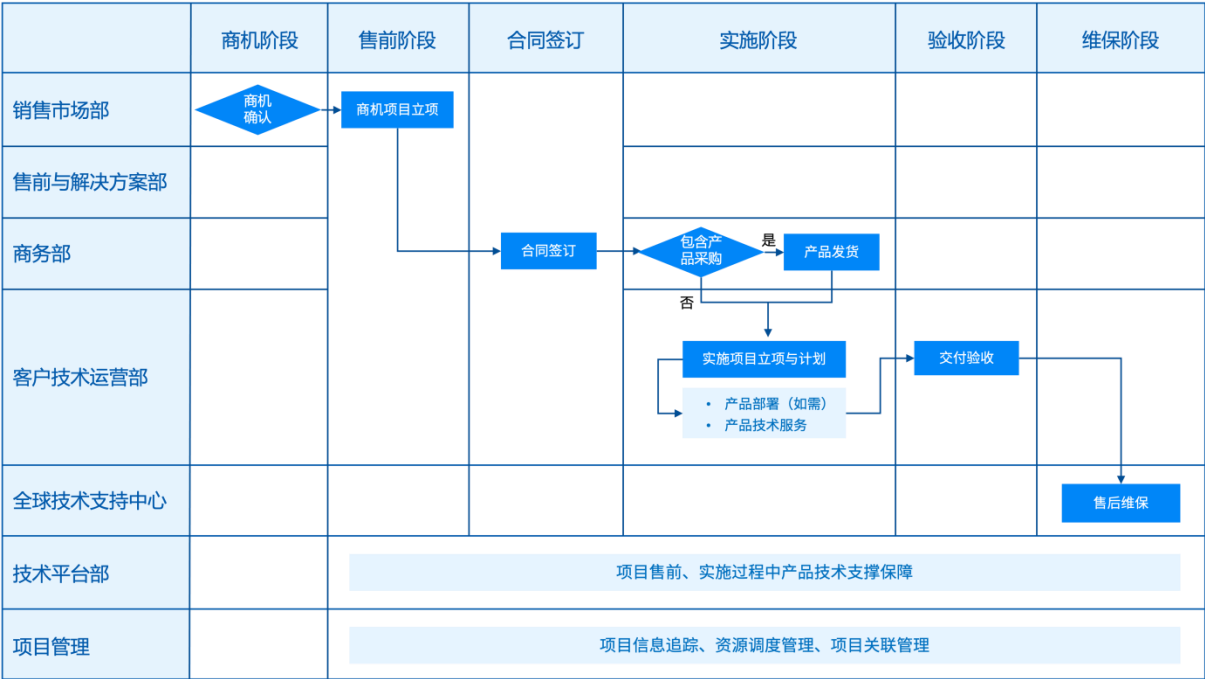 商机阶段
售前阶段
合同签订
实施阶段
验收阶段
维保阶段
销售市场部
商机
确认
商机项目立项
售前与解决方案部
商务部
合同签订
包含产
品采购
是
产品发货
否
客户技术运营部
实施项目立项与计划
交付验收
• 产品部署（如需）
• 产品技术服务
全球技术支持中心
售后维保
技术平台部
项目售前、实施过程中产品技术支撑保障
项目管理
项目信息追踪、资源调度管理、项目关联管理